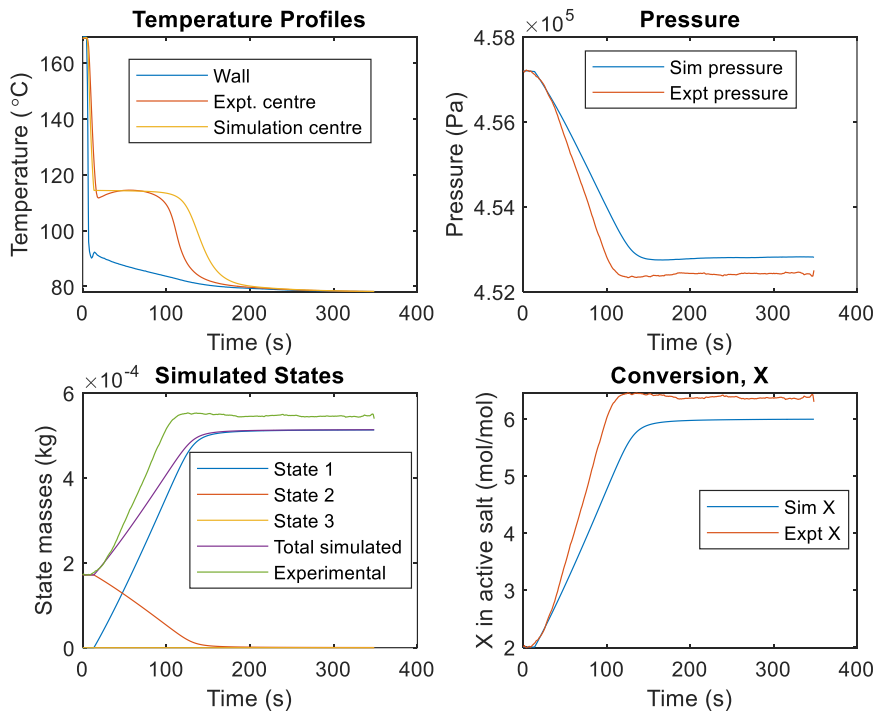 Temperature Profiles
Temperature (°C)
160
140
120
100
80
Wall
Expt. centre
Simulation centre
0
100
200
300
400
Time (s)
Pressure
×10⁵
Pressure (Pa)
4.58
4.56
4.54
4.52
Sim pressure
Expt pressure
0
100
200
300
400
Time (s)
Simulated States
×10⁻⁴
State masses (kg)
6
4
2
0
State 1
State 2
State 3
Total simulated
Experimental
0
100
200
300
400
Time (s)
Conversion, X
X in active salt (mol/mol)
6
5
4
3
2
Sim X
Expt X
0
100
200
300
400
Time (s)